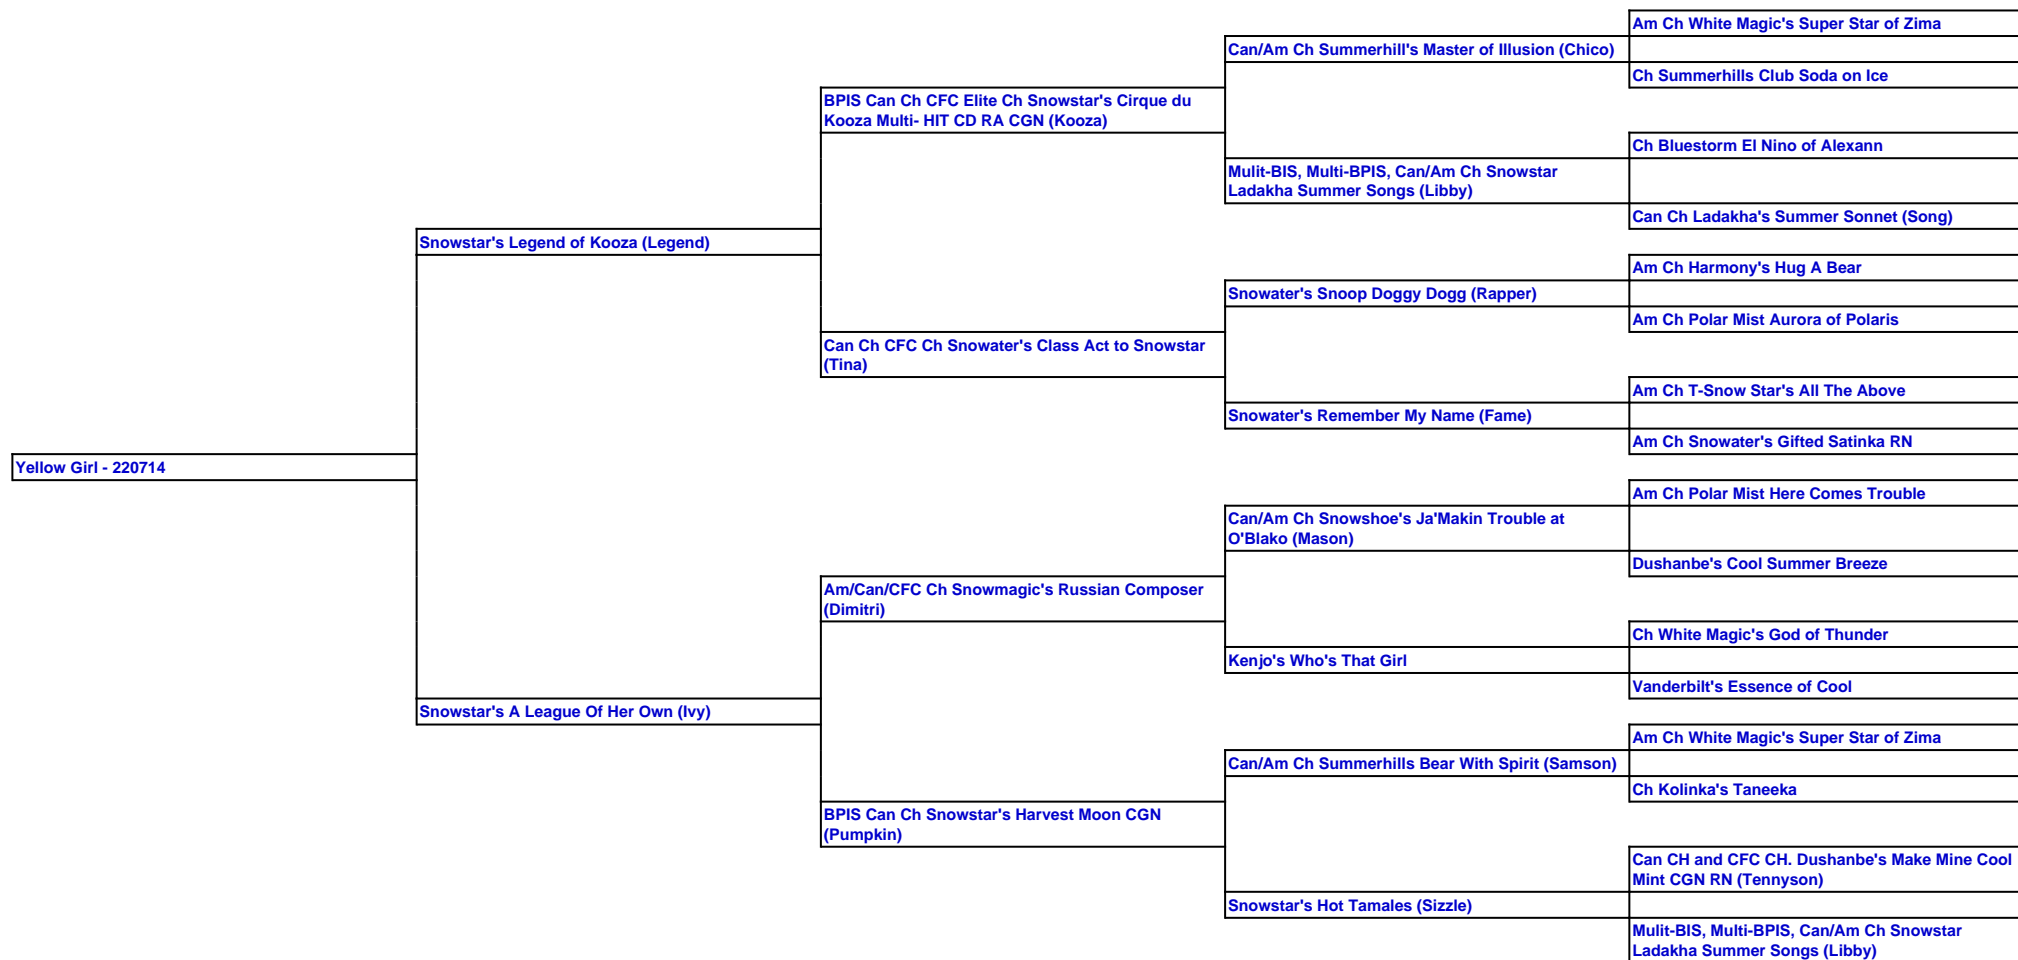 Am Ch White Magic's Super Star of Zima
Can/Am Ch Summerhill's Master of Illusion (Chico)
Ch Summerhills Club Soda on Ice
BPIS Can Ch CFC Elite Ch Snowstar's Cirque du
Kooza Multi- HIT CD RA CGN (Kooza)
Ch Bluestorm El Nino of Alexann
Mulit-BIS, Multi-BPIS, Can/Am Ch Snowstar
Ladakha Summer Songs (Libby)
Can Ch Ladakha's Summer Sonnet (Song)
Snowstar's Legend of Kooza (Legend)
Am Ch Harmony's Hug A Bear
Snowater's Snoop Doggy Dogg (Rapper)
Am Ch Polar Mist Aurora of Polaris
Can Ch CFC Ch Snowater's Class Act to Snowstar
(Tina)
Am Ch T-Snow Star's All The Above
Snowater's Remember My Name (Fame)
Am Ch Snowater's Gifted Satinka RN
Yellow Girl - 220714
Am Ch Polar Mist Here Comes Trouble
Can/Am Ch Snowshoe's Ja'Makin Trouble at
O'Blako (Mason)
Dushanbe's Cool Summer Breeze
Am/Can/CFC Ch Snowmagic's Russian Composer
(Dimitri)
Ch White Magic's God of Thunder
Kenjo's Who's That Girl
Vanderbilt's Essence of Cool
Snowstar's A League Of Her Own (Ivy)
Am Ch White Magic's Super Star of Zima
Can/Am Ch Summerhills Bear With Spirit (Samson)
Ch Kolinka's Taneeka
BPIS Can Ch Snowstar's Harvest Moon CGN
(Pumpkin)
Can CH and CFC CH. Dushanbe's Make Mine Cool
Mint CGN RN (Tennyson)
Snowstar's Hot Tamales (Sizzle)
Mulit-BIS, Multi-BPIS, Can/Am Ch Snowstar
Ladakha Summer Songs (Libby)